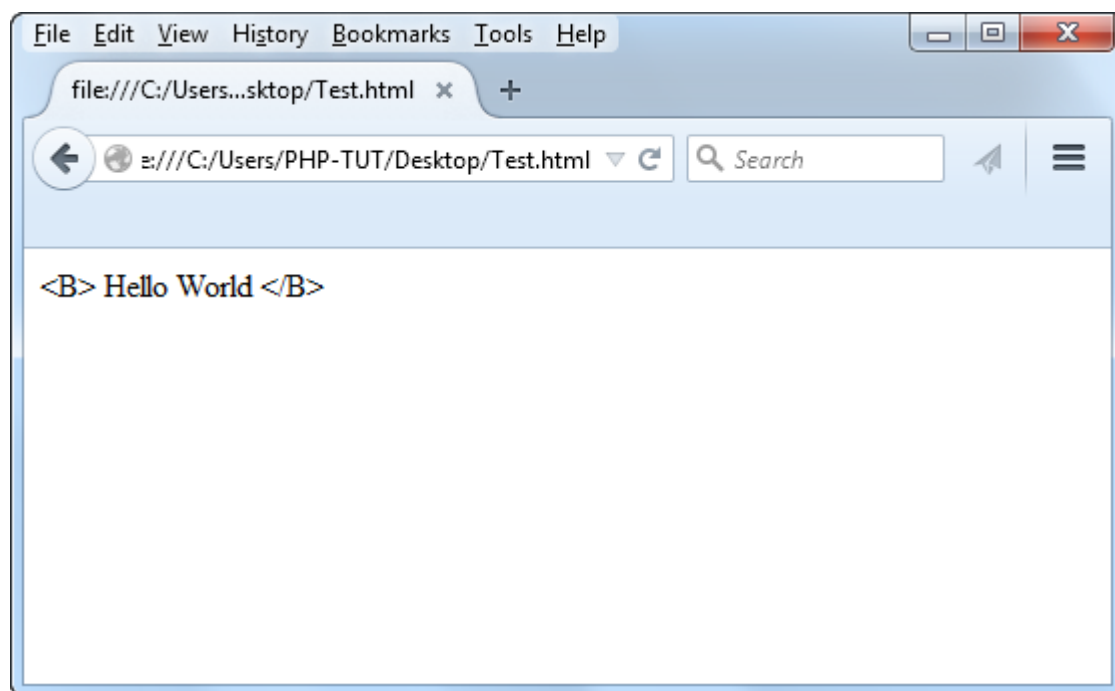 File Edit View History Bookmarks Tools Help
file:///C:/Users...sktop/Test.html
e:///C:/Users/PHP-TUT/Desktop/Test.html Search
<B> Hello World </B>